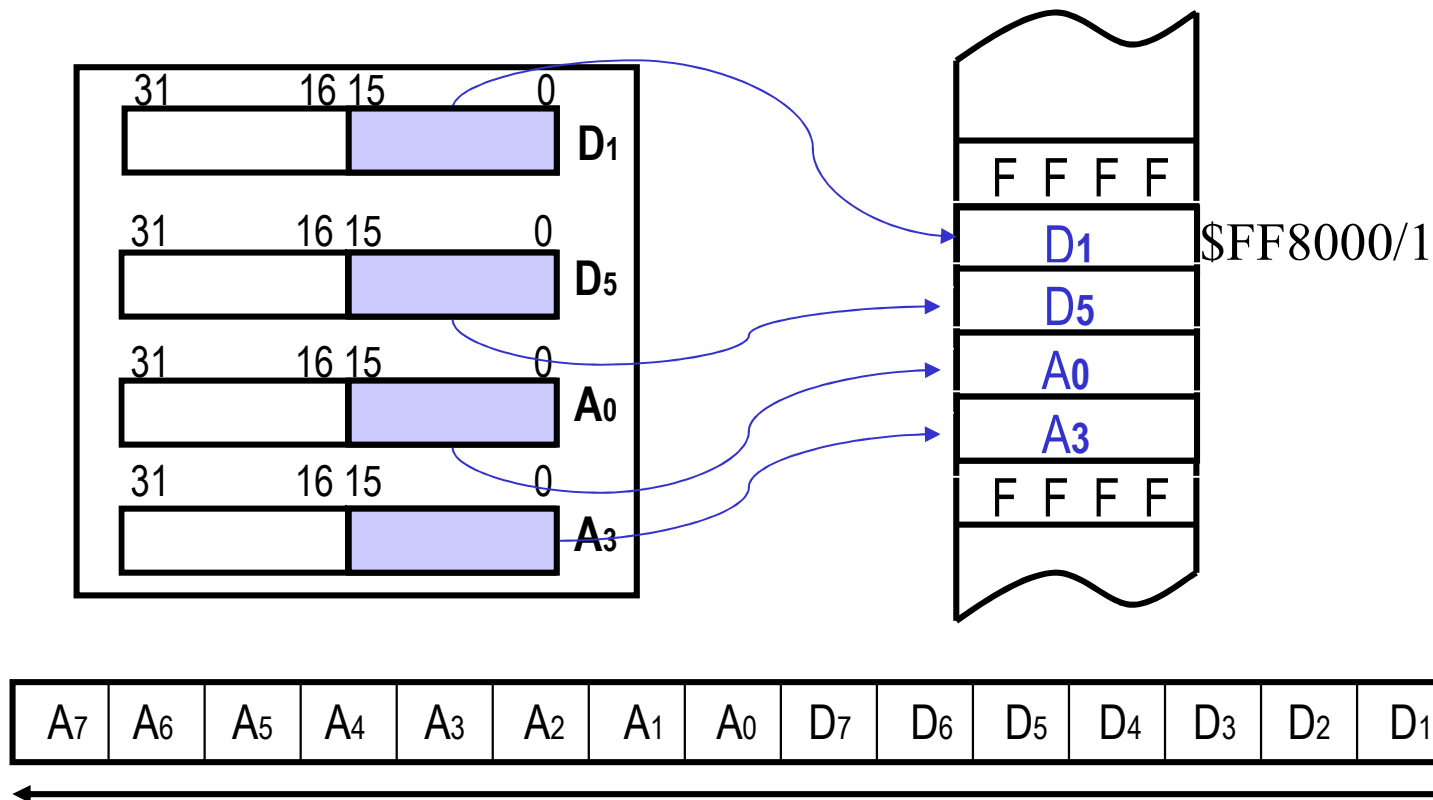 31 16 15 0
D1
31 16 15 0
D5
31 16 15 0
A0
31 16 15 0
A3
F F F F
D1 $FF8000/1
D5
A0
A3
F F F F
A7 A6 A5 A4 A3 A2 A1 A0 D7 D6 D5 D4 D3 D2 D1